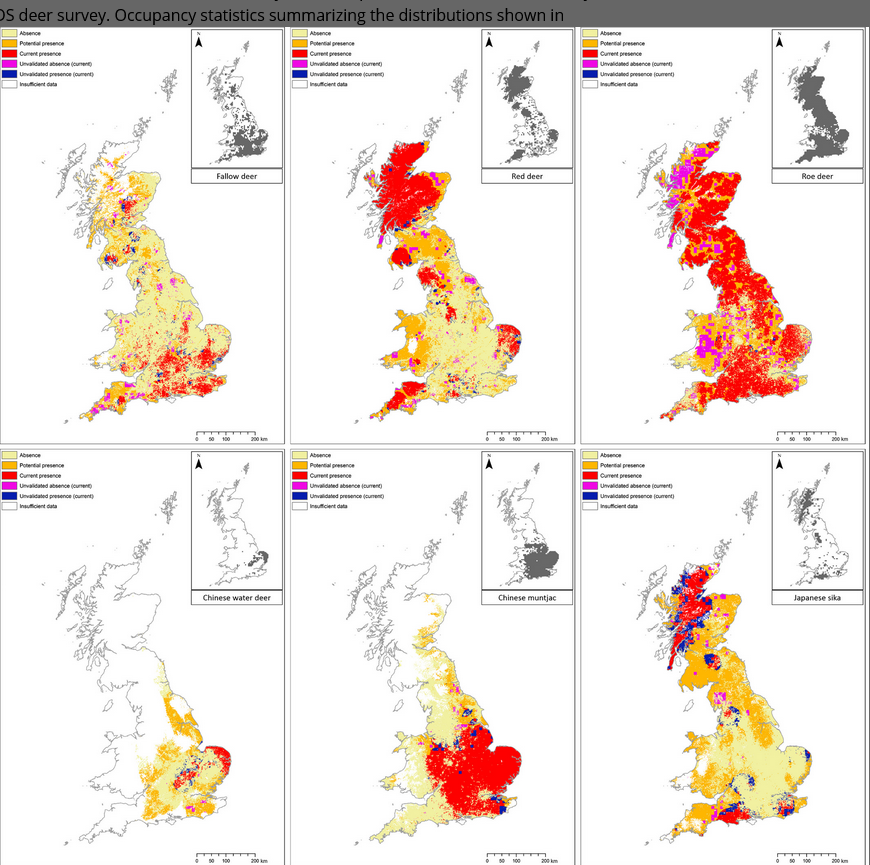 OS deer survey. Occupancy statistics summarizing the distributions shown in
Absence
Potential presence
Current presence
Unvalidated absence (current)
Unvalidated presence (current)
Insufficient data
N
Fallow deer
0 50 100 200 km
Absence
Potential presence
Current presence
Unvalidated absence (current)
Unvalidated presence (current)
Insufficient data
N
Red deer
0 50 100 200 km
Absence
Potential presence
Current presence
Unvalidated absence (current)
Unvalidated presence (current)
Insufficient data
N
Roe deer
0 50 100 200 km
Absence
Potential presence
Current presence
Unvalidated absence (current)
Unvalidated presence (current)
Insufficient data
N
Chinese water deer
0 50 100 200 km
Absence
Potential presence
Current presence
Unvalidated absence (current)
Unvalidated presence (current)
Insufficient data
N
Chinese muntjac
0 50 100 200 km
Absence
Potential presence
Current presence
Unvalidated absence (current)
Unvalidated presence (current)
Insufficient data
N
Japanese sika
0 50 100 200 km